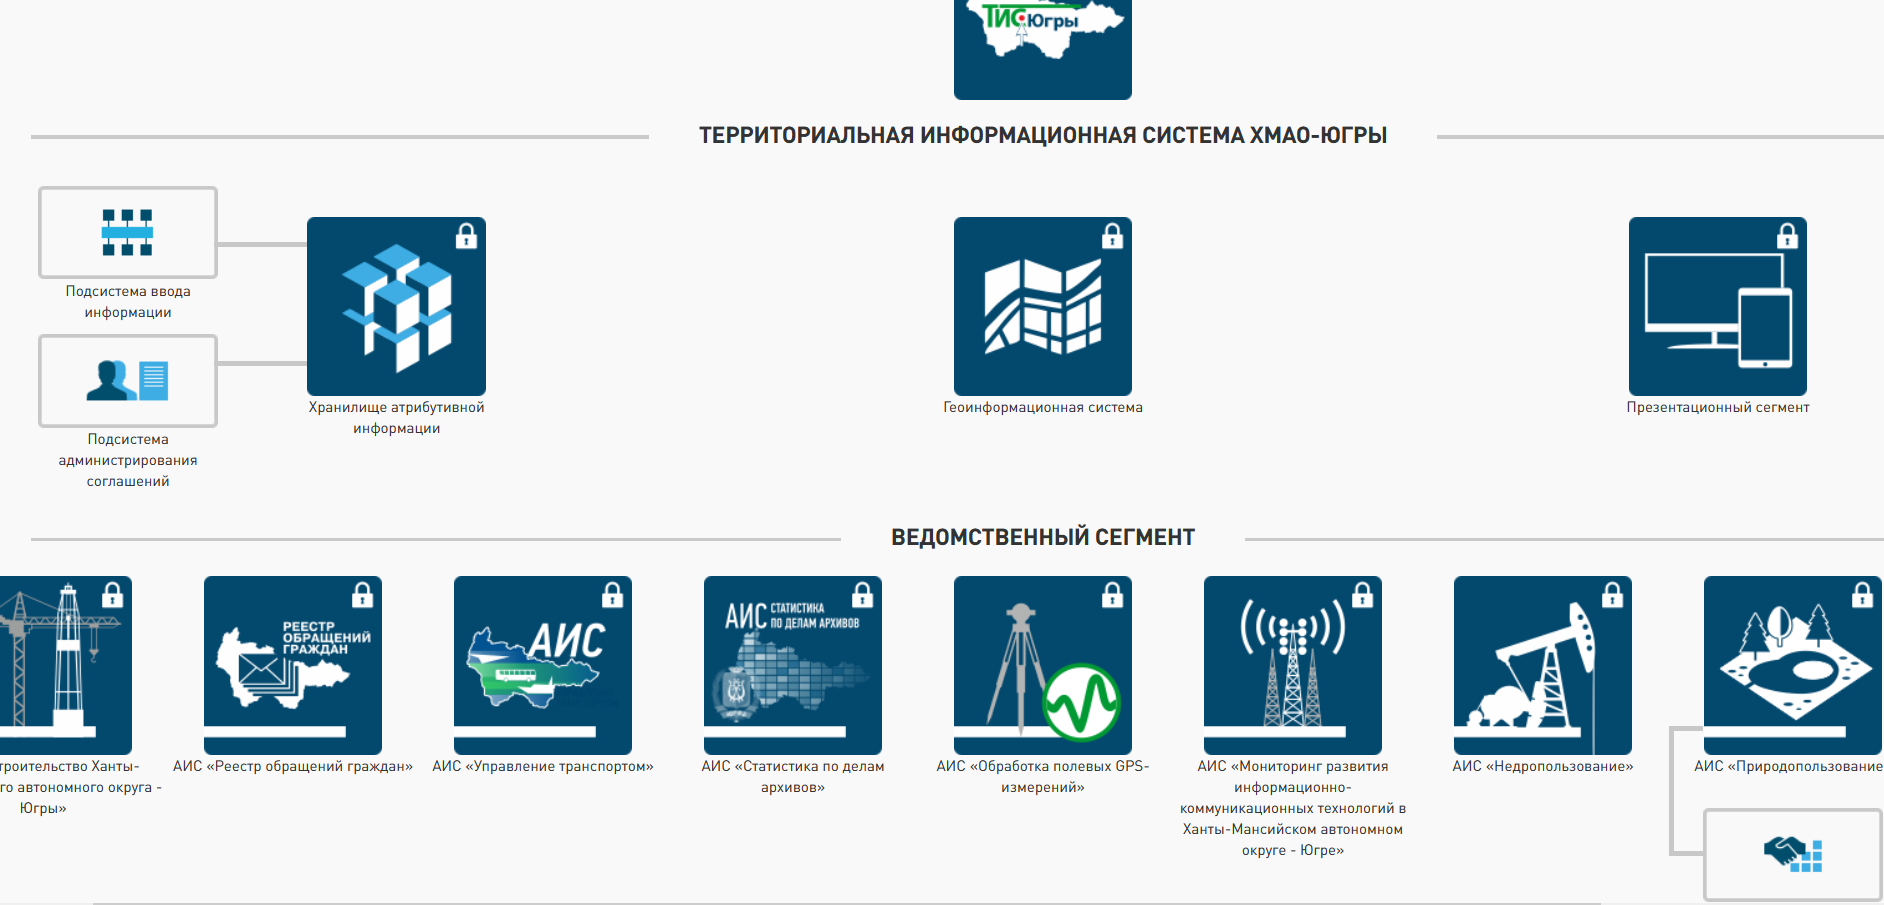 ТИС Югры
ТЕРРИТОРИАЛЬНАЯ ИНФОРМАЦИОННАЯ СИСТЕМА ХМАО-ЮГРЫ
Подсистема ввода
информации
Подсистема
администрирования
соглашений
Хранилище атрибутивной
информации
Геоинформационная система
Презентационный сегмент
ВЕДОМСТВЕННЫЙ СЕГМЕНТ
троительство Ханты-
го автономного округа -
Югры»
РЕЕСТР
ОБРАЩЕНИЙ
ГРАЖДАН
АИС «Реестр обращений граждан»
АИС
АИС «Управление транспортом»
АИС СТАТИСТИКА
ПО ДЕЛАМ АРХИВОВ
АИС «Статистика по делам
архивов»
АИС «Обработка полевых GPS-
измерений»
АИС «Мониторинг развития
информационно-
коммуникационных технологий в
Ханты-Мансийском автономном
округе - Югре»
АИС «Недропользование»
АИС «Природопользование